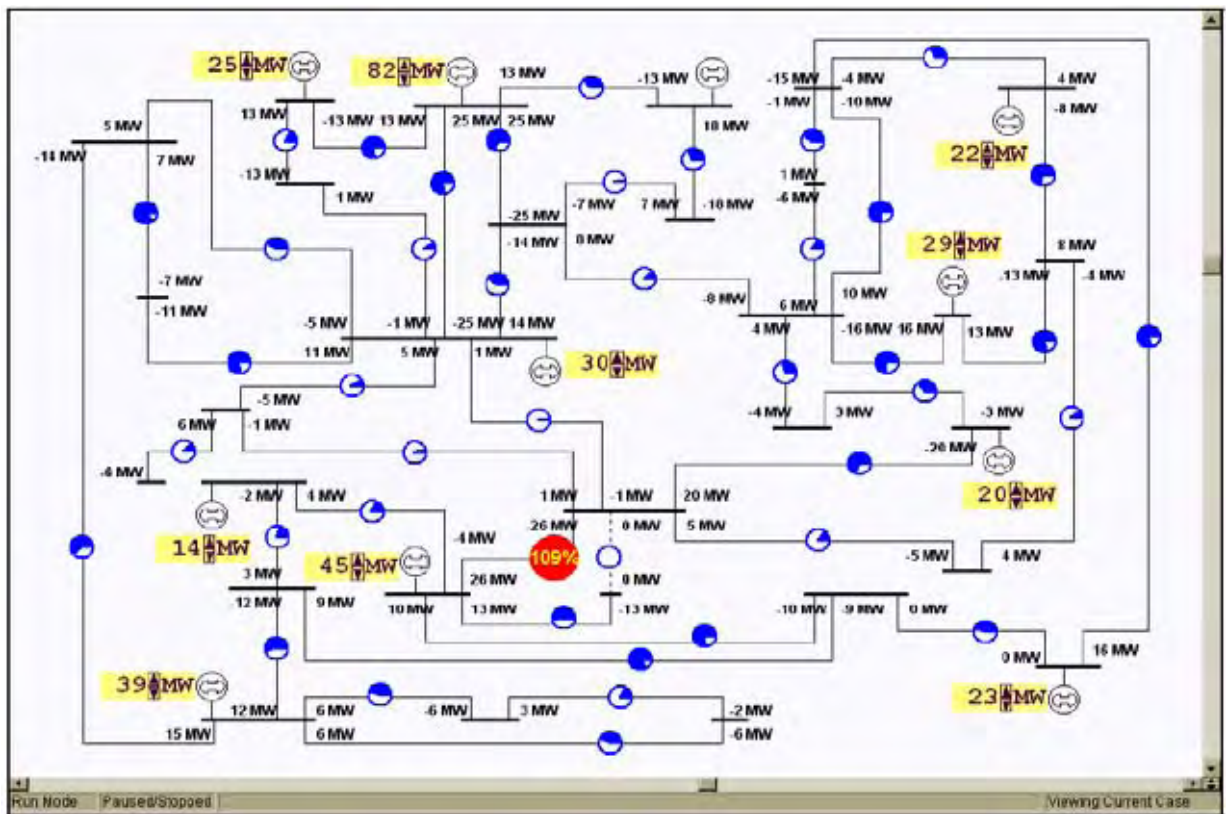 25 MW
82 MW
13 MW
-13 MW
-15 MW
-4 MW
4 MW
-1 MW
-10 MW
-8 MW
13 MW
-13 MW
13 MW
25 MW
25 MW
18 MW
5 MW
-14 MW
7 MW
22 MW
-13 MW
1 MW
1 MW
-6 MW
-7 MW
7 MW
-18 MW
-25 MW
-14 MW
0 MW
29 MW
8 MW
-13 MW
-4 MW
-7 MW
-11 MW
-8 MW
6 MW
10 MW
4 MW
-16 MW
16 MW
13 MW
-5 MW
-1 MW
-25 MW
14 MW
11 MW
5 MW
1 MW
30 MW
-5 MW
6 MW
-1 MW
-4 MW
3 MW
-3 MW
-20 MW
-4 MW
20 MW
-2 MW
4 MW
1 MW
-1 MW
20 MW
26 MW
0 MW
5 MW
14 MW
-4 MW
109%
45 MW
-5 MW
4 MW
3 MW
26 MW
0 MW
-12 MW
9 MW
10 MW
13 MW
-13 MW
-10 MW
-9 MW
0 MW
0 MW
16 MW
39 MW
23 MW
12 MW
6 MW
-6 MW
3 MW
-2 MW
15 MW
6 MW
-6 MW
Run Mode
Paused/Stopped
Viewing Current Case